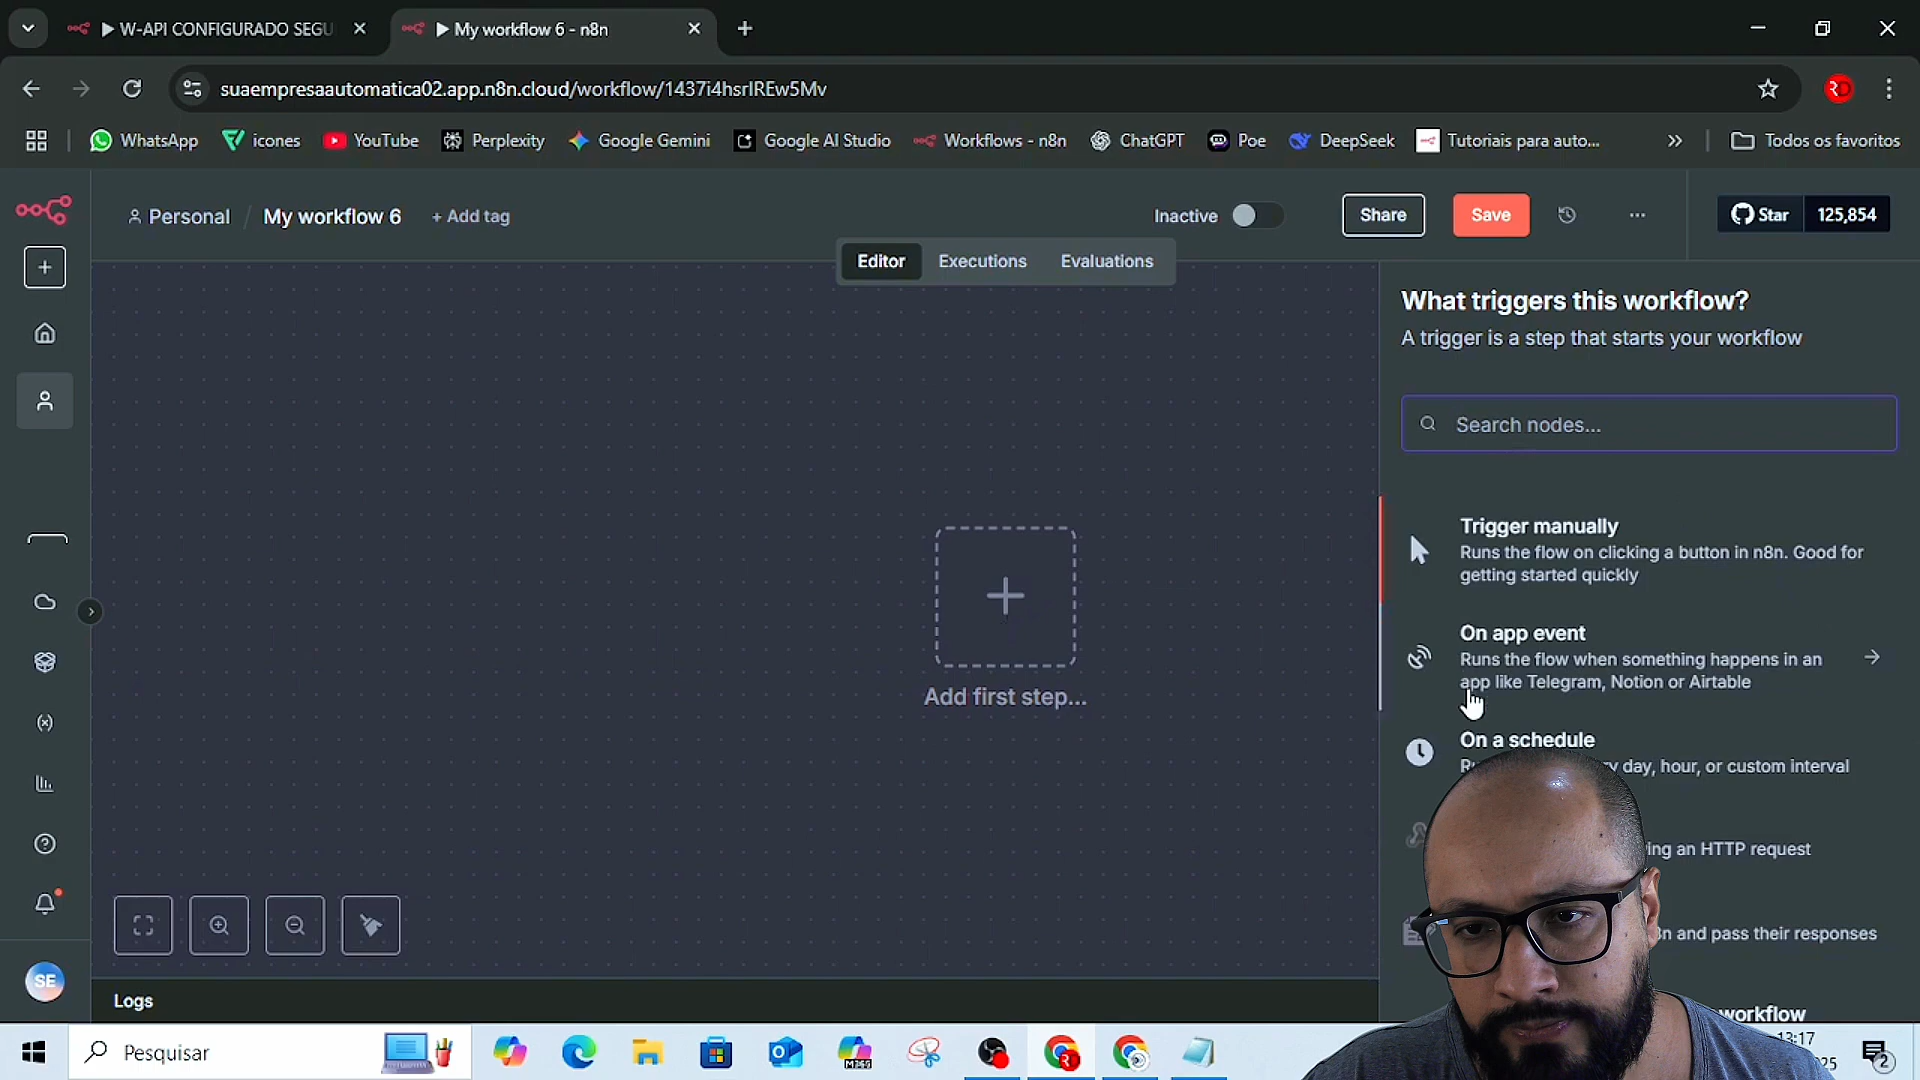 W-API CONFIGURADO SEGU
My workflow 6 - n8n
suaempresaautomatica02.app.n8n.cloud/workflow/1437i4hsrlREw5Mv
WhatsApp
icones
YouTube
Perplexity
Google Gemini
Google AI Studio
Workflows - n8n
ChatGPT
Poe
DeepSeek
Tutoriais para auto...
Todos os favoritos
Personal / My workflow 6 + Add tag
Inactive
Share
Save
Star 125,854
Editor Executions Evaluations
What triggers this workflow?
A trigger is a step that starts your workflow
Search nodes...
Trigger manually
Runs the flow on clicking a button in n8n. Good for
getting started quickly
On app event
Runs the flow when something happens in an
app like Telegram, Notion or Airtable
On a schedule
day, hour, or custom interval
an HTTP request
and pass their responses
workflow
Add first step...
SE
Logs
Pesquisar
13:17
2